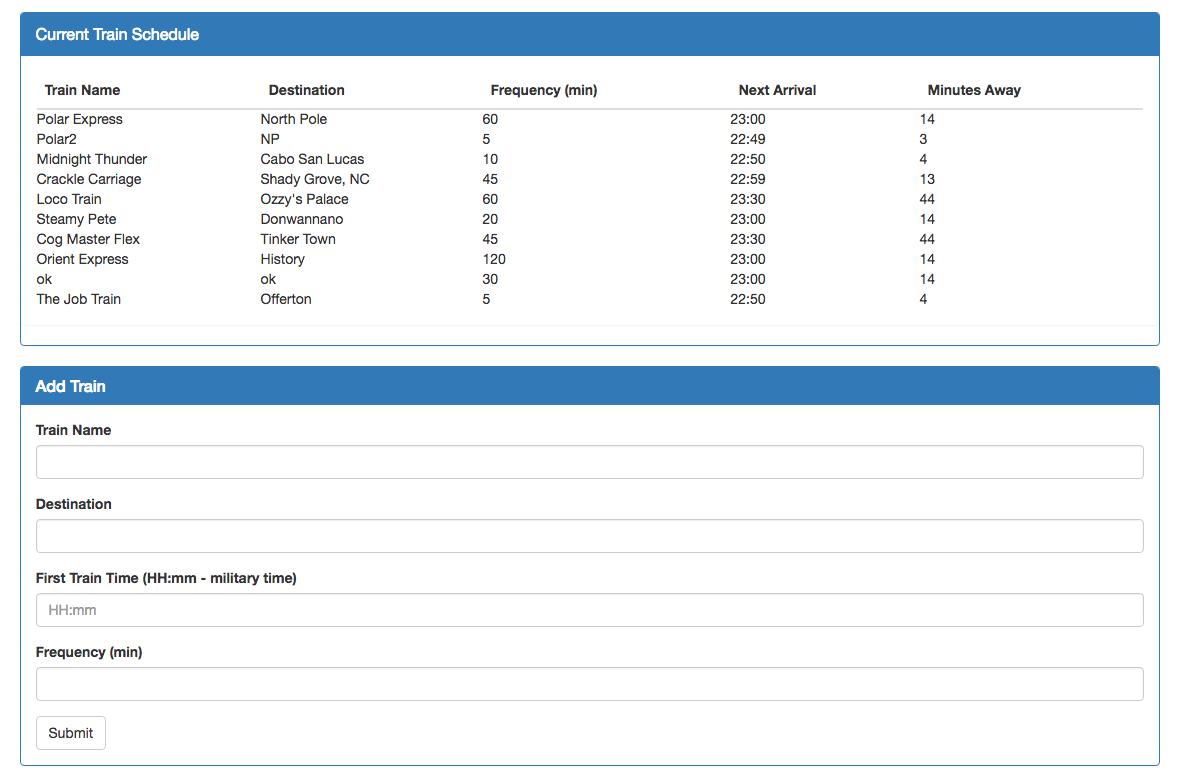 Current Train Schedule
Train Name Destination Frequency (min) Next Arrival Minutes Away
Polar Express North Pole 60 23:00 14
Polar2 NP 5 22:49 3
Midnight Thunder Cabo San Lucas 10 22:50 4
Crackle Carriage Shady Grove, NC 45 22:59 13
Loco Train Ozzy's Palace 60 23:30 44
Steamy Pete Donwannano 20 23:00 14
Cog Master Flex Tinker Town 45 23:30 44
Orient Express History 120 23:00 14
ok ok 30 23:00 14
The Job Train Offerton 5 22:50 4
Add Train
Train Name
Destination
First Train Time (HH:mm - military time)
HH:mm
Frequency (min)
Submit